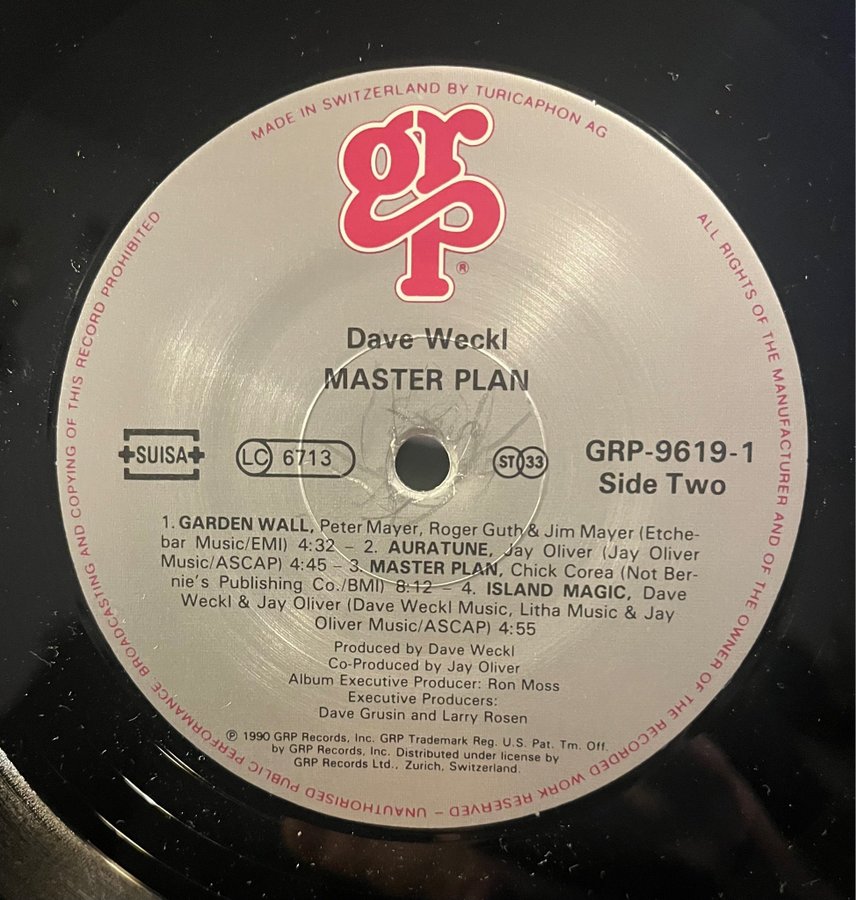 MADE IN SWITZERLAND BY TURICAPHON AG
grp®
Dave Weckl
MASTER PLAN
+SUISA+
LC 6713
ST 33
GRP-9619-1
Side Two
1. GARDEN WALL, Peter Mayer, Roger Guth & Jim Mayer (Etche-
bar Music/EMI) 4:32 – 2. AURATUNE, Jay Oliver (Jay Oliver
Music/ASCAP) 4:45 – 3. MASTER PLAN, Chick Corea (Not Ber-
nie's Publishing Co./BMI) 8:12 – 4. ISLAND MAGIC, Dave
Weckl & Jay Oliver (Dave Weckl Music, Litha Music & Jay
Oliver Music/ASCAP) 4:55
Produced by Dave Weckl
Co-Produced by Jay Oliver
Album Executive Producer: Ron Moss
Executive Producers:
Dave Grusin and Larry Rosen
℗ 1990 GRP Records, Inc. GRP Trademark Reg. U.S. Pat. Tm. Off.
by GRP Records, Inc. Distributed under license by
GRP Records Ltd., Zurich, Switzerland.
ALL RIGHTS OF THE MANUFACTURER AND OF THE OWNER OF THE RECORDED WORK RESERVED – UNAUTHORISED PUBLIC PERFORMANCE, BROADCASTING AND COPYING OF THIS RECORD PROHIBITED